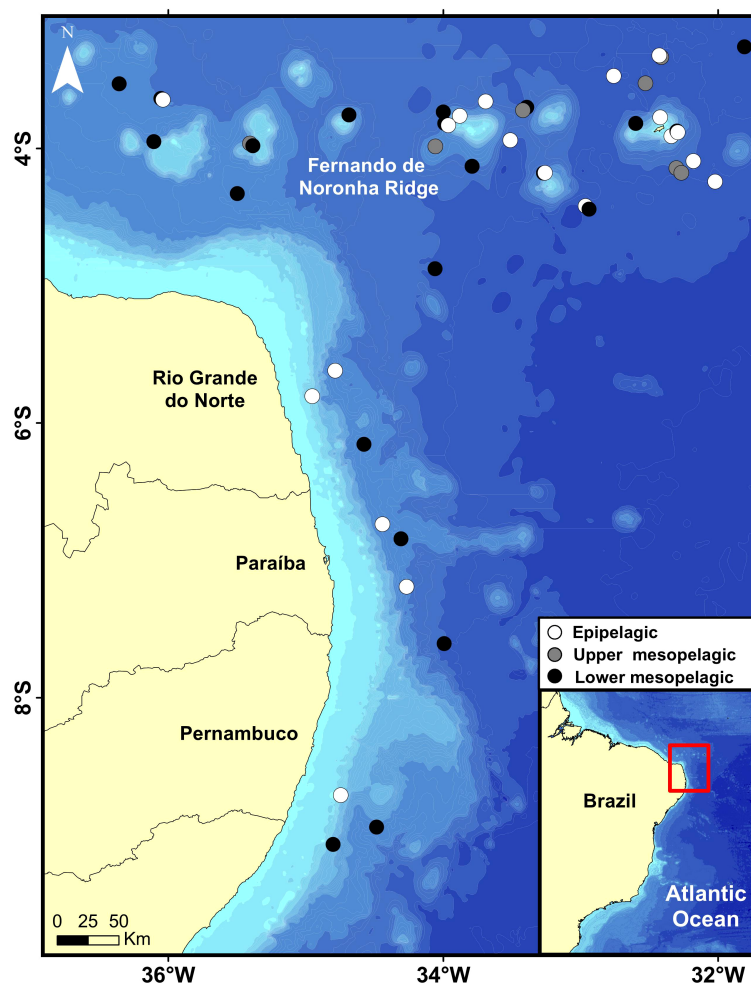 N
4°S
Fernando de
Noronha Ridge
Rio Grande
do Norte
6°S
Paraíba
Epipelagic
Upper mesopelagic
Lower mesopelagic
8°S
Pernambuco
Brazil
Atlantic
Ocean
0 25 50
Km
36°W 34°W 32°W